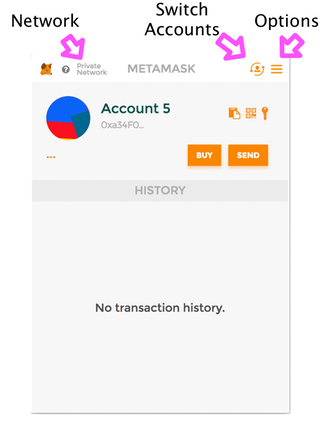 Network
Switch
Accounts
Options
? Private
Network
METAMASK
Account 5
0xa34F0...
...
BUY
SEND
HISTORY
No transaction history.